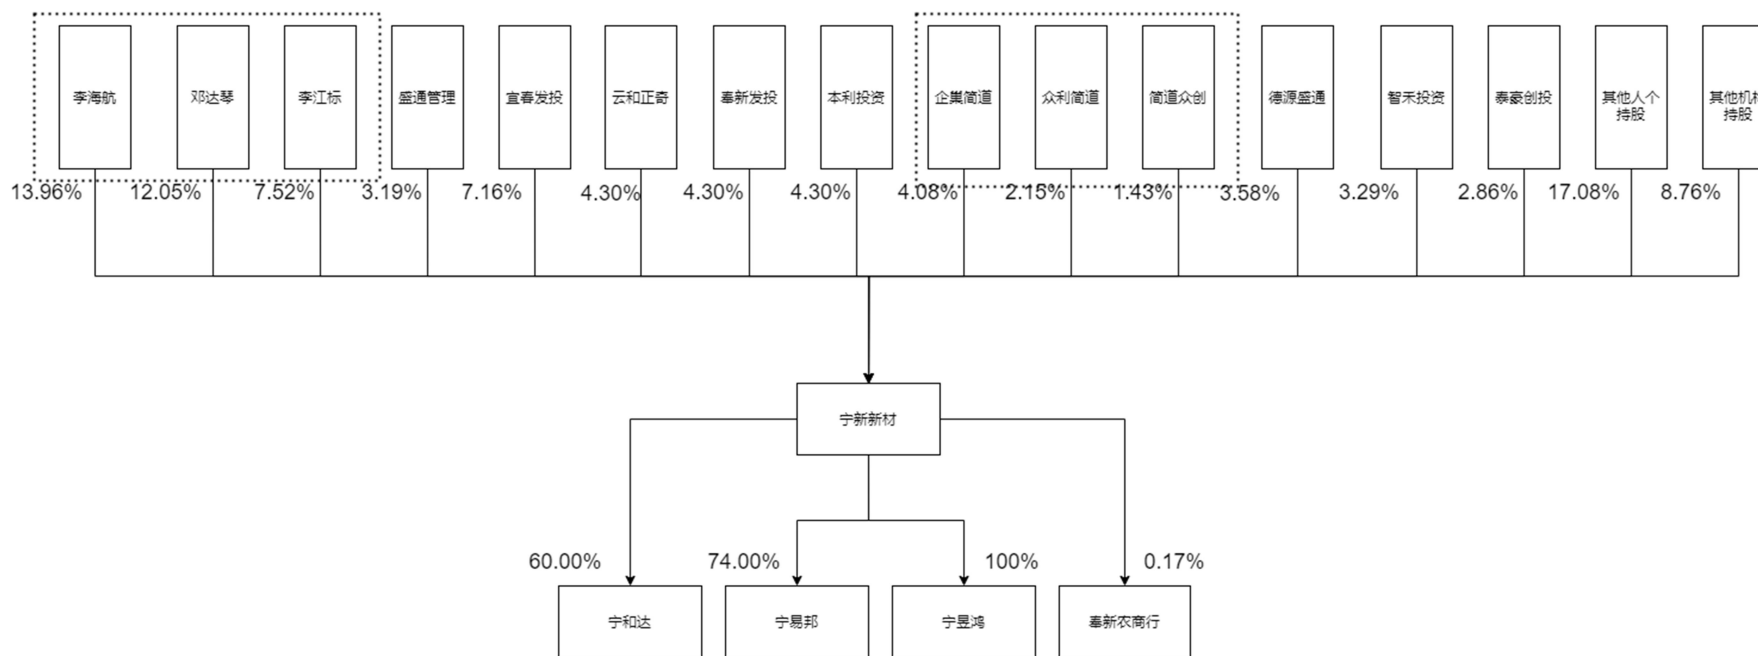 李海航
邓达琴
李江标
盛通管理
宜春发投
云和正奇
奉新发投
本利投资
企巢简道
众利简道
简道众创
德源盛通
智禾投资
泰豪创投
其他人个
持股
其他机构
持股
13.96%
12.05%
7.52%
3.19%
7.16%
4.30%
4.30%
4.30%
4.08%
2.15%
1.43%
3.58%
3.29%
2.86%
17.08%
8.76%
宁新新材
60.00%
74.00%
100%
0.17%
宁和达
宁易邦
宁昱鸿
奉新农商行